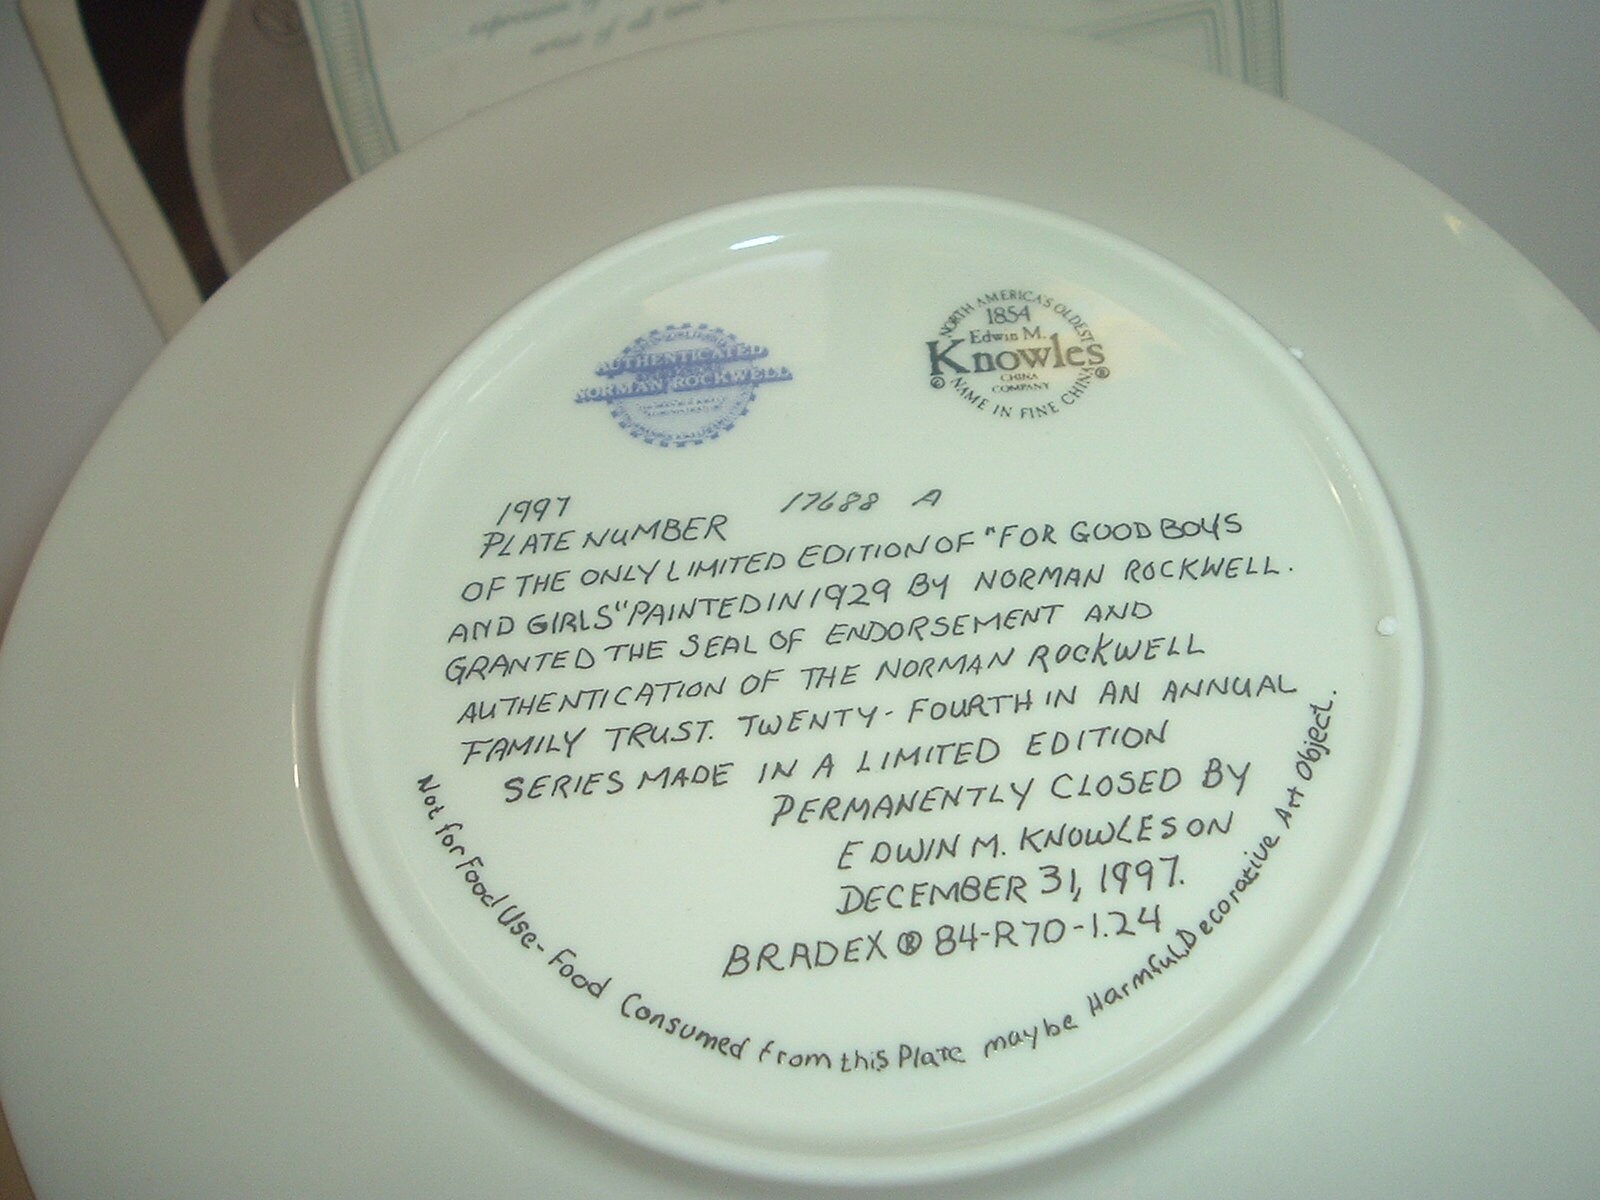 of all
AUTHENTICATED
NORMAN ROCKWELL
NORTH AMERICA'S OLDEST
1854
Edwin M.
Knowles
CHINA
COMPANY
© ®
NAME IN FINE CHINA
1997
PLATE NUMBER 17688 A
OF THE ONLY LIMITED EDITION OF "FOR GOOD BOYS
AND GIRLS" PAINTED IN 1929 BY NORMAN ROCKWELL.
GRANTED THE SEAL OF ENDORSEMENT AND
AUTHENTICATION OF THE NORMAN ROCKWELL
FAMILY TRUST. TWENTY-FOURTH IN AN ANNUAL
SERIES MADE IN A LIMITED EDITION
PERMANENTLY CLOSED BY
EDWIN M. KNOWLES ON
DECEMBER 31, 1997.
BRADEX ® 84-R70-1.24
Not for Food Use - Food Consumed from this Plate maybe Harmful, Decorative Art Object.